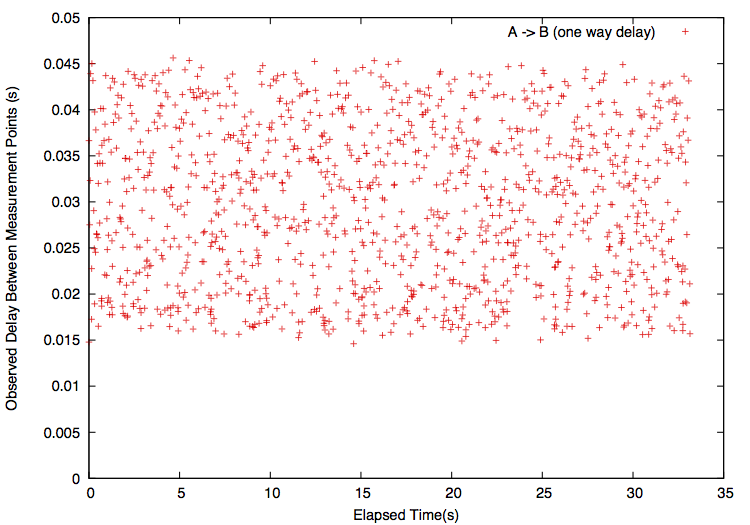 0.05
0.045
0.04
0.035
0.03
0.025
0.02
0.015
0.01
0.005
0
Observed Delay Between Measurement Points (s)
A -> B (one way delay)
0 5 10 15 20 25 30 35
Elapsed Time(s)